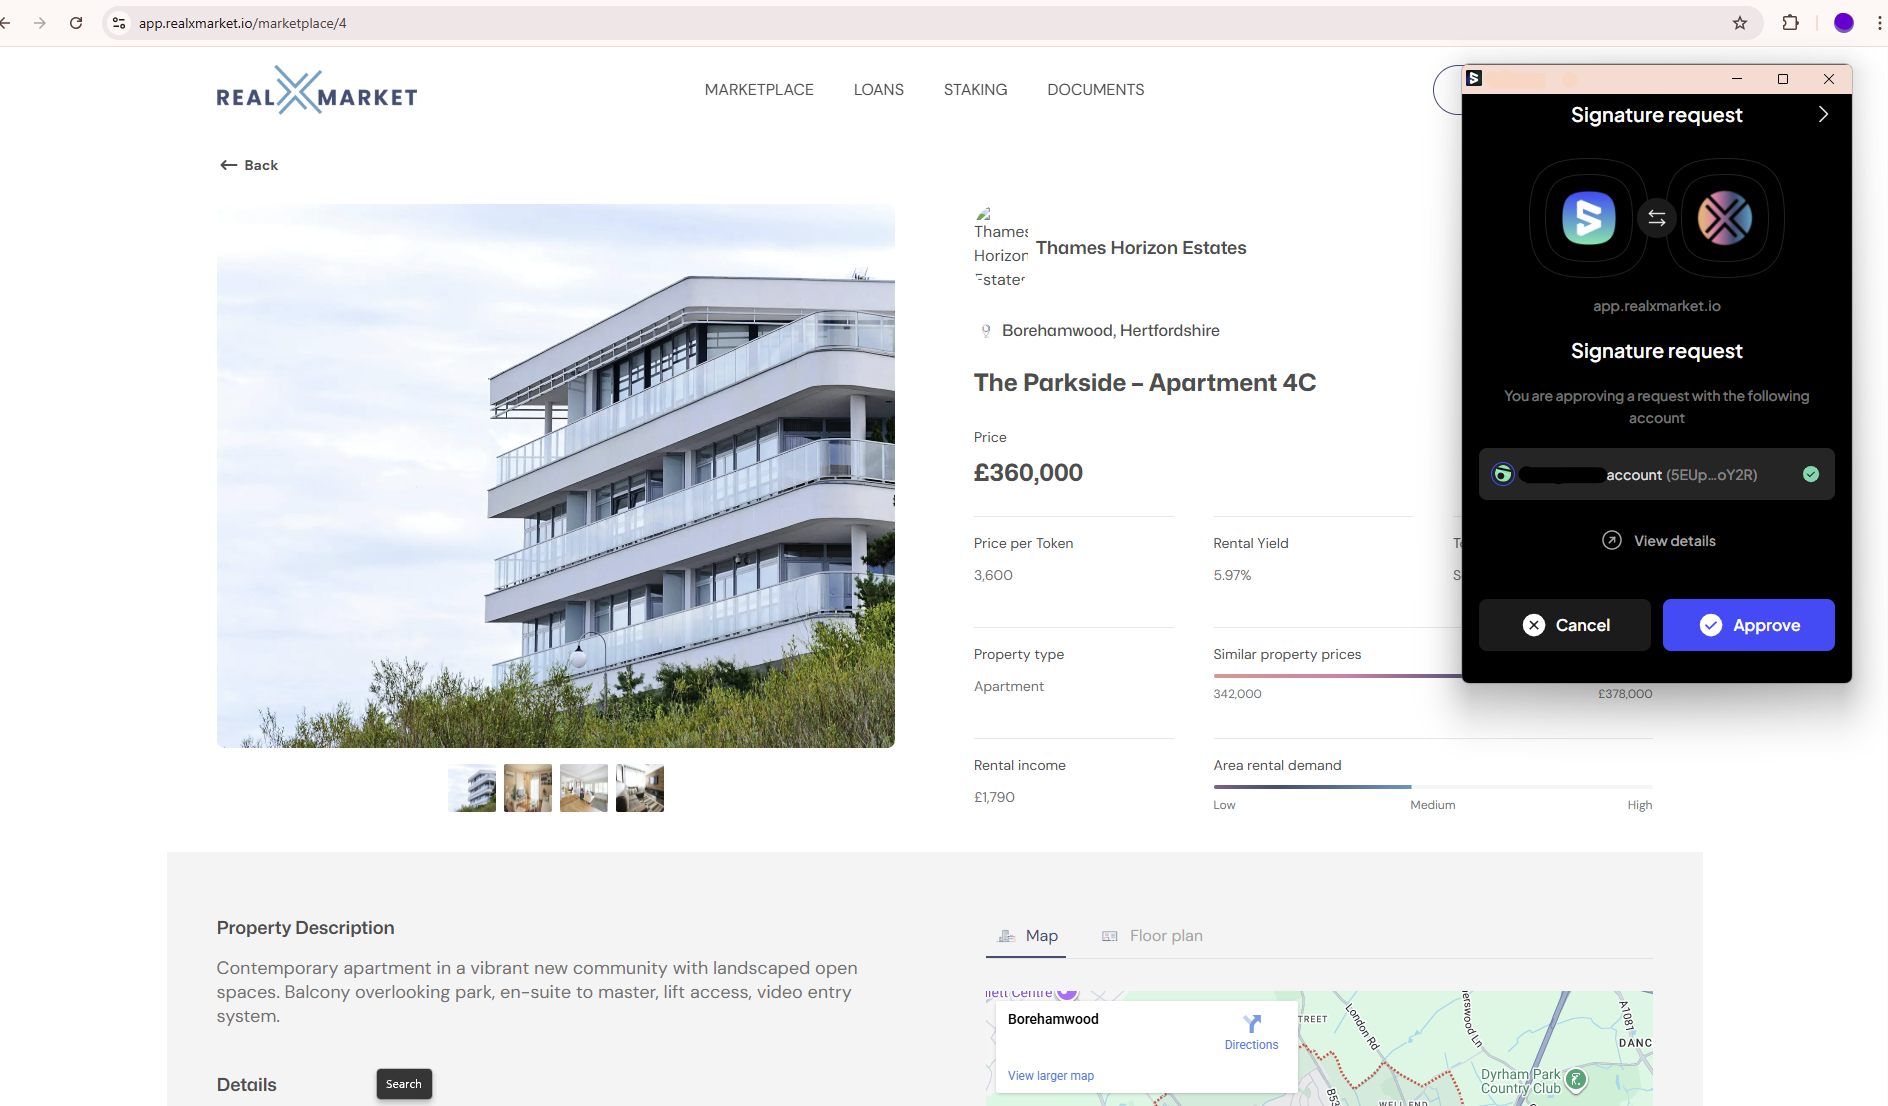 app.realxmarket.io/marketplace/4
REAL MARKET
MARKETPLACE
LOANS
STAKING
DOCUMENTS
Back
Thames
Horizon
Estates
Thames Horizon Estates
Borehamwood, Hertfordshire
The Parkside – Apartment 4C
Price
£360,000
Price per Token
3,600
Rental Yield
5.97%
Property type
Apartment
Similar property prices
342,000
£378,000
Rental income
£1,790
Area rental demand
Low
Medium
High
Signature request
app.realxmarket.io
Signature request
You are approving a request with the following
account
account (5EUp...oY2R)
View details
Cancel
Approve
Property Description
Contemporary apartment in a vibrant new community with landscaped open
spaces. Balcony overlooking park, en-suite to master, lift access, video entry
system.
Details
Search
Map
Floor plan
Borehamwood
Directions
View larger map
London Rd
A1081
DANC
Dyrham Park
Country Club
WELL END